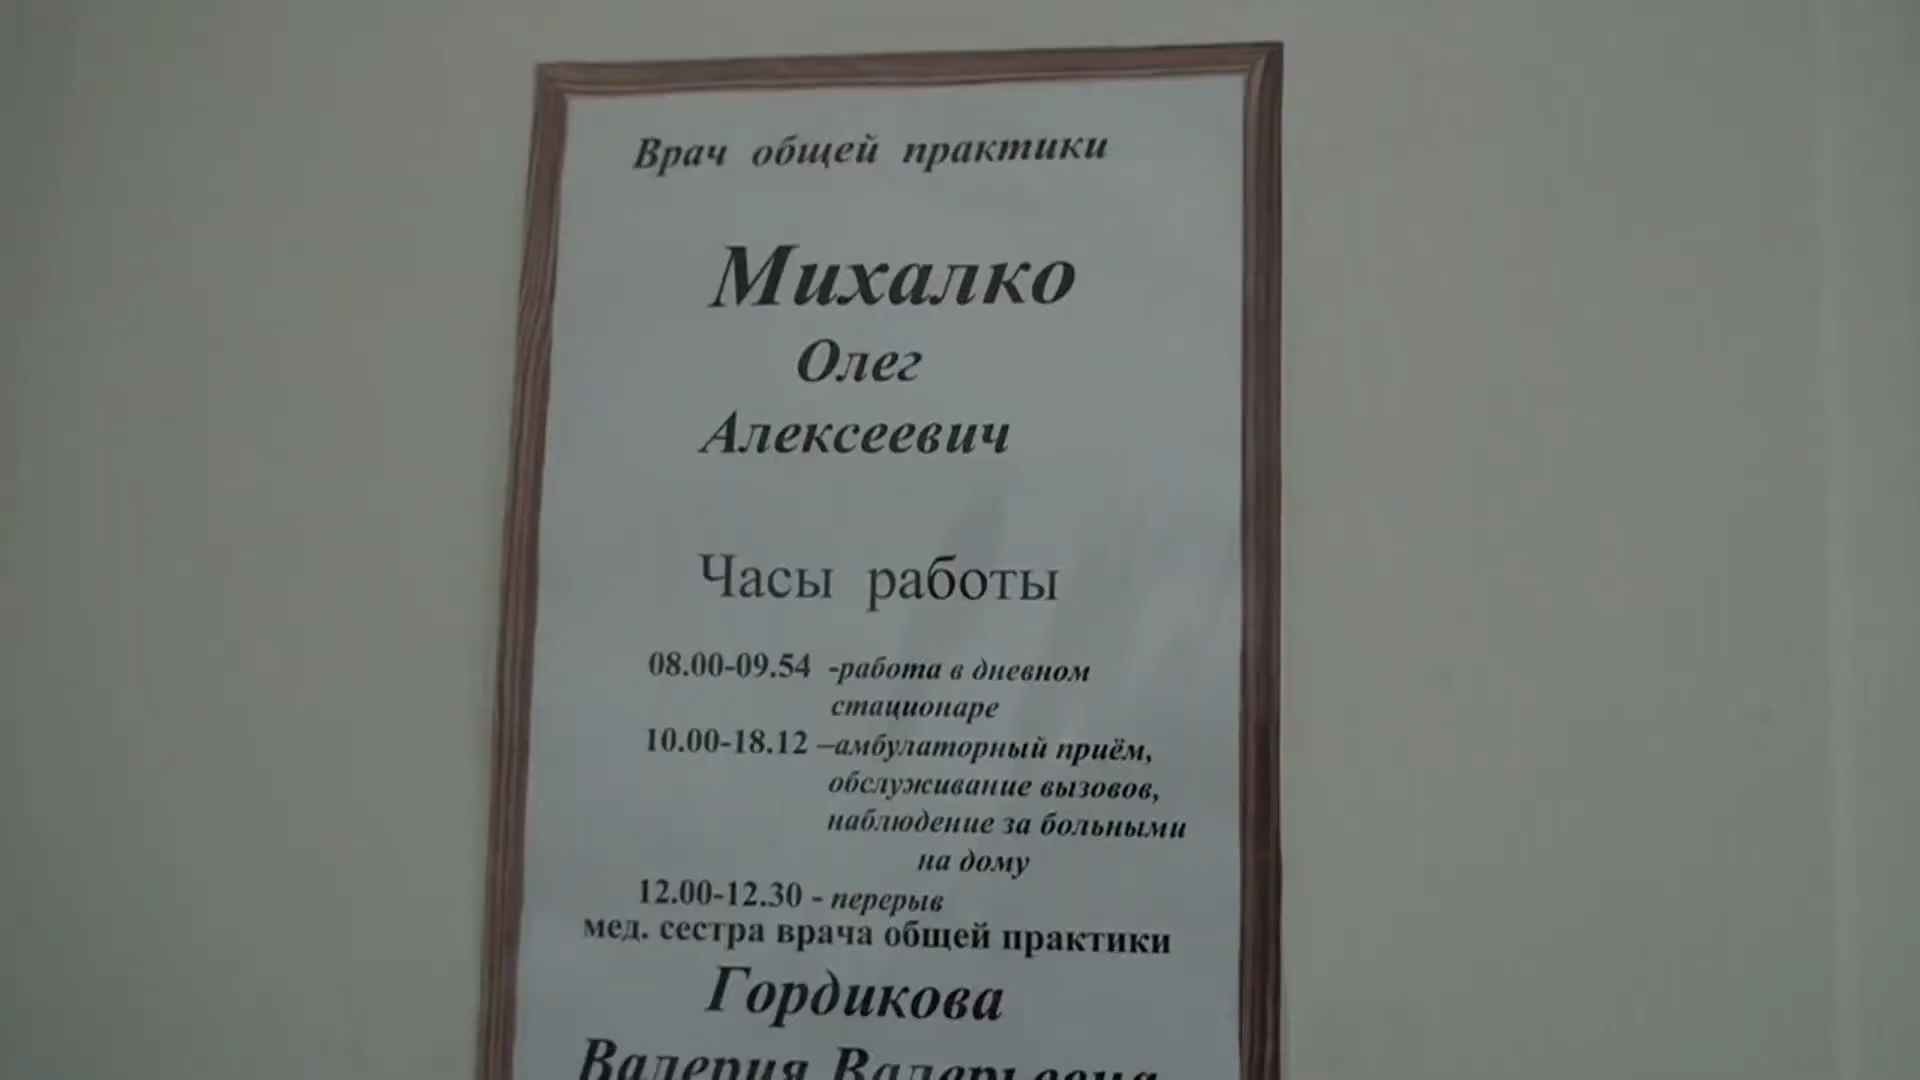 Врач общей практики
Михалко
Олег
Алексеевич
Часы работы
08.00-09.54 -работа в дневном
стационаре
10.00-18.12 –амбулаторный приём,
обслуживание вызовов,
наблюдение за больными
на дому
12.00-12.30 - перерыв
мед. сестра врача общей практики
Гордикова
Валерия Валерьевна